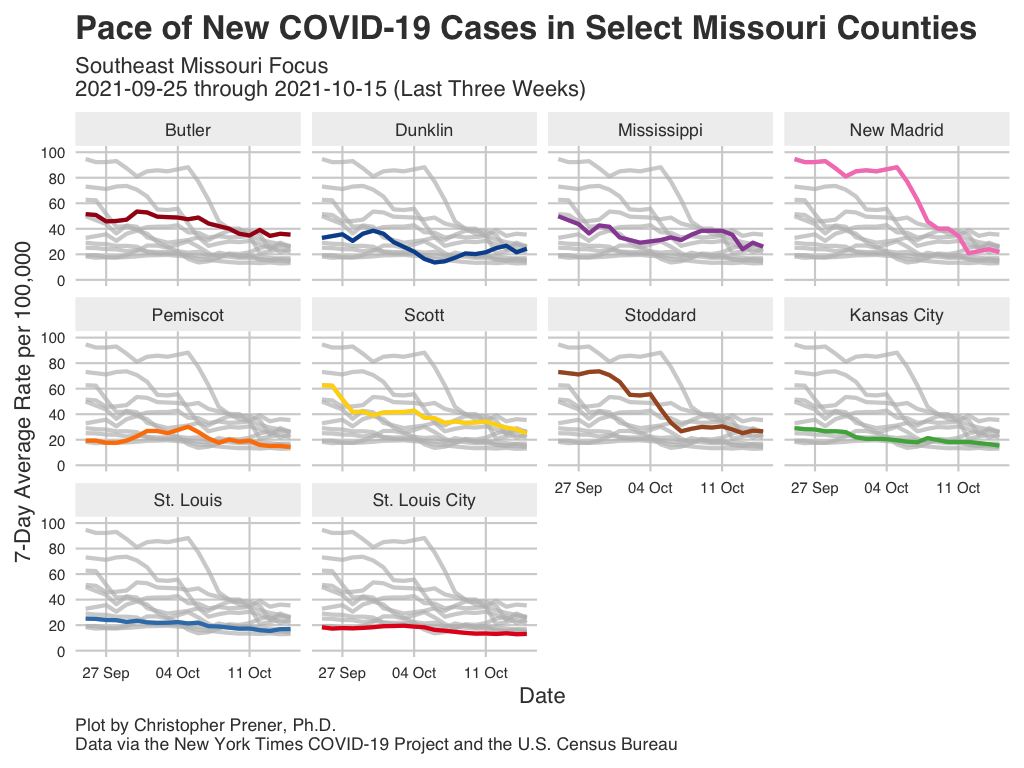 Pace of New COVID-19 Cases in Select Missouri Counties
Southeast Missouri Focus
2021-09-25 through 2021-10-15 (Last Three Weeks)
Butler
Dunklin
Mississippi
New Madrid
100
80
60
40
20
0
Pemiscot
Scott
Stoddard
Kansas City
100
80
60
40
20
0
27 Sep
04 Oct
11 Oct
27 Sep
04 Oct
11 Oct
St. Louis
St. Louis City
100
80
60
40
20
0
27 Sep
04 Oct
11 Oct
27 Sep
04 Oct
11 Oct
7-Day Average Rate per 100,000
Date
Plot by Christopher Prener, Ph.D.
Data via the New York Times COVID-19 Project and the U.S. Census Bureau